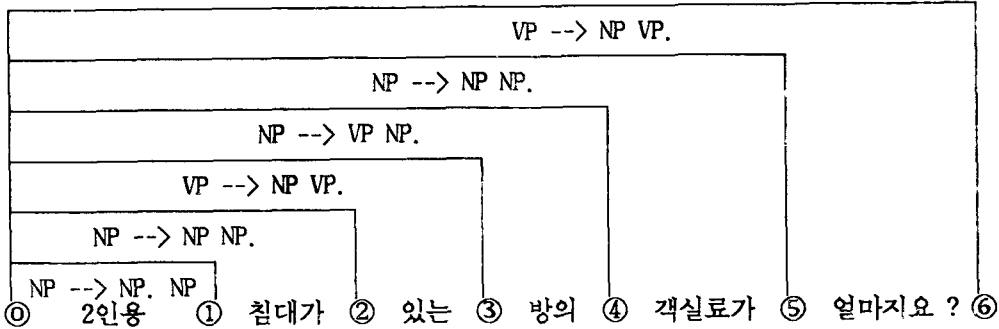 VP --> NP VP.
NP --> NP NP.
NP --> VP NP.
VP --> NP VP.
NP --> NP NP.
NP --> NP. NP
⓪ 2인용 ① 침대가 ② 있는 ③ 방의 ④ 객실료가 ⑤ 얼마지요 ? ⑥